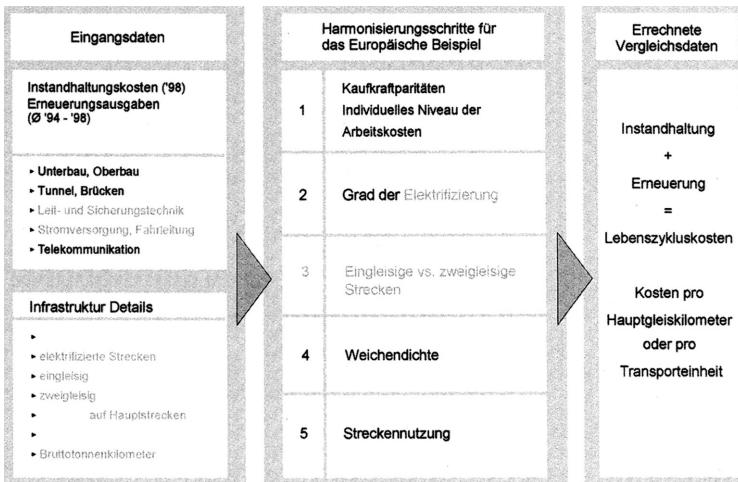 Eingangsdaten
Instandhaltungskosten ('98)
Erneuerungsausgaben
(Ø '94 - '98)
▸ Unterbau, Oberbau
▸ Tunnel, Brücken
▸ Leit- und Sicherungstechnik
▸ Stromversorgung, Fahrleitung
▸ Telekommunikation
Infrastruktur Details
▸
▸ elektrifizierte Strecken
▸ eingleisig
▸ zweigleisig
▸ auf Hauptstrecken
▸
▸ Bruttotonnenkilometer
Harmonisierungsschritte für
das Europäische Beispiel
1
Kaufkraftparitäten
Individuelles Niveau der
Arbeitskosten
2 Grad der Elektrifizierung
3 Eingleisige vs. zweigleisige
Strecken
4 Weichendichte
5 Streckennutzung
Errechnete
Vergleichsdaten
Instandhaltung
+
Erneuerung
=
Lebenszykluskosten
Kosten pro
Hauptgleiskilometer
oder pro
Transporteinheit